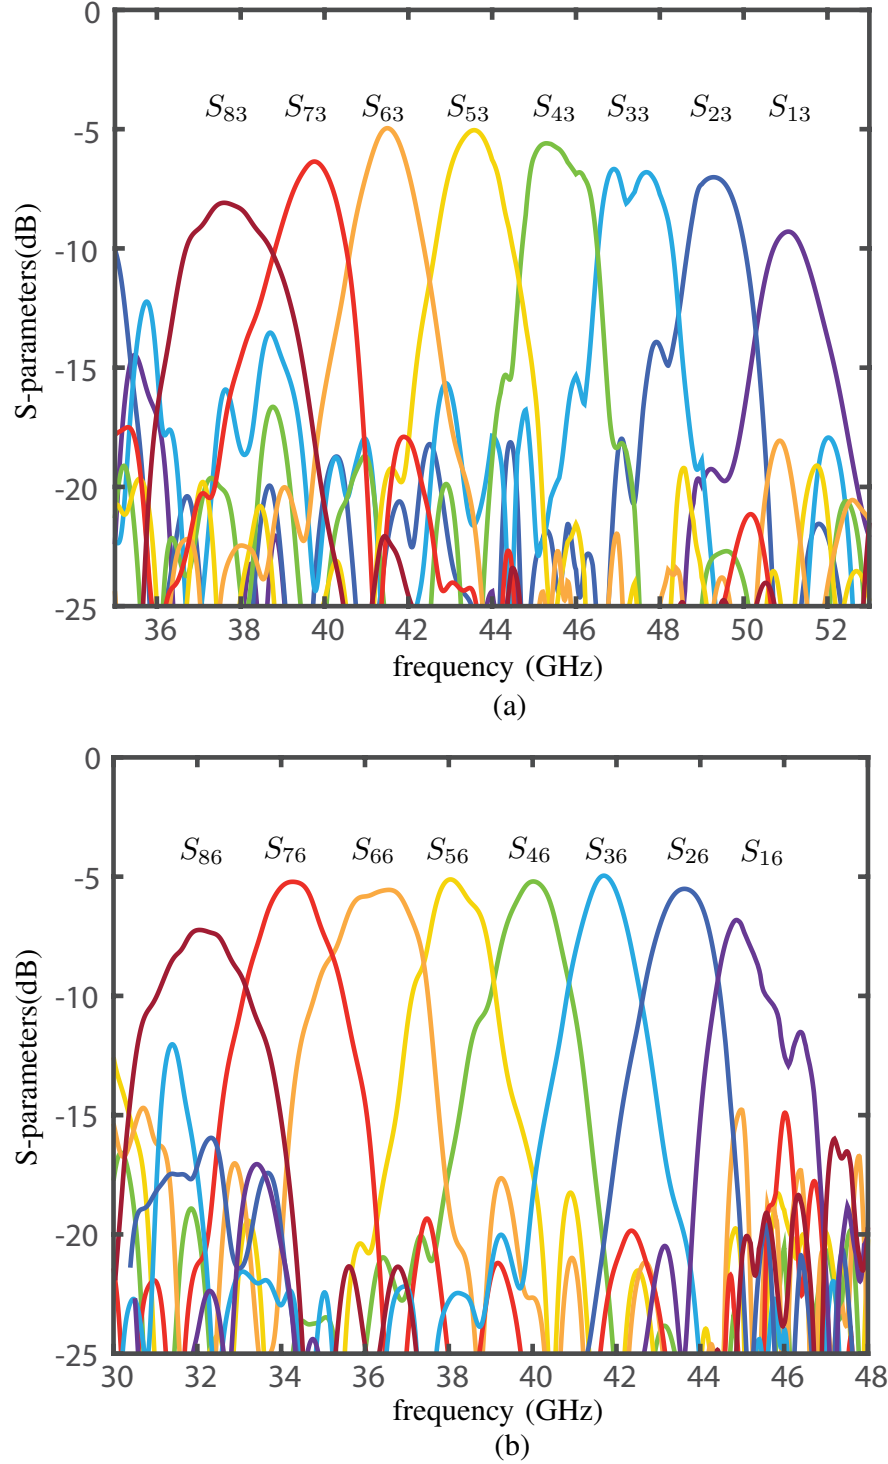 0
S83 S73 S63 S53 S43 S33 S23 S13
-5
-10
S-parameters(dB)
-15
-20
-25
36 38 40 42 44 46 48 50 52
frequency (GHz)
(a)
0
S86 S76 S66 S56 S46 S36 S26 S16
-5
-10
S-parameters(dB)
-15
-20
-25
30 32 34 36 38 40 42 44 46 48
frequency (GHz)
(b)